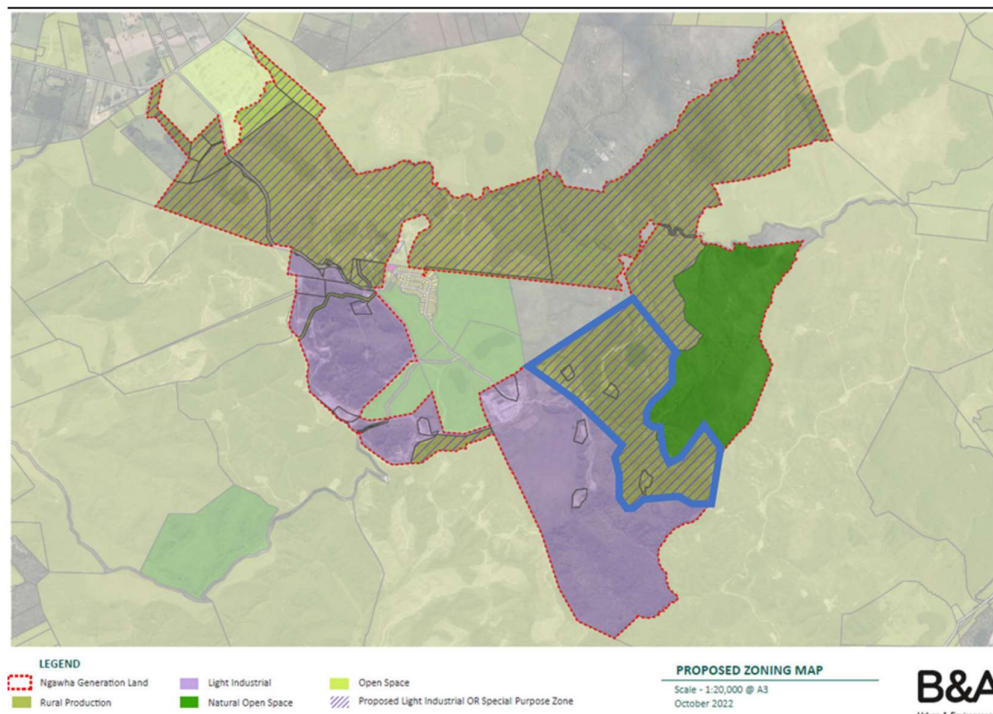 LEGEND
Ngawha Generation Land
Light Industrial
Open Space
Rural Production
Natural Open Space
Proposed Light Industrial OR Special Purpose Zone
PROPOSED ZONING MAP
Scale - 1:20,000 @ A3
October 2022
B&A